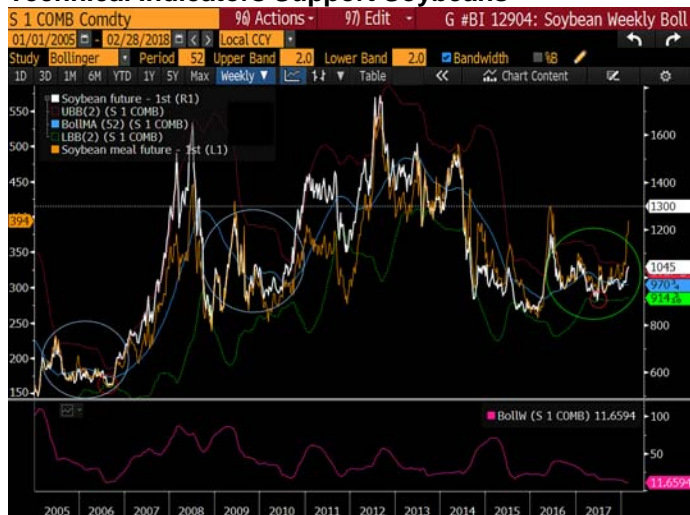 Technical Indicators Support Soybeans
S 1 COMB Comdty 96) Actions 97) Edit G #BI 12904: Soybean Weekly Boll
01/01/2005 - 02/28/2018 < > Local CCY
Study Bollinger Period 52 Upper Band 2.0 Lower Band 2.0 Bandwidth %B
1D 3D 1M 6M YTD 1Y 5Y Max Weekly ▼ Table « Chart Content
Soybean future - 1st (R1)
UBB(2) (S 1 COMB)
BollMA (52) (S 1 COMB)
LBB(2) (S 1 COMB)
Soybean meal future - 1st (L1)
550
1600
500
450
1400
394
1300
1200
350
1045
300
970
914
250
800
200
600
150
BollW (S 1 COMB) 11.6594
100
50
11.6594
2005 2006 2007 2008 2009 2010 2011 2012 2013 2014 2015 2016 2017